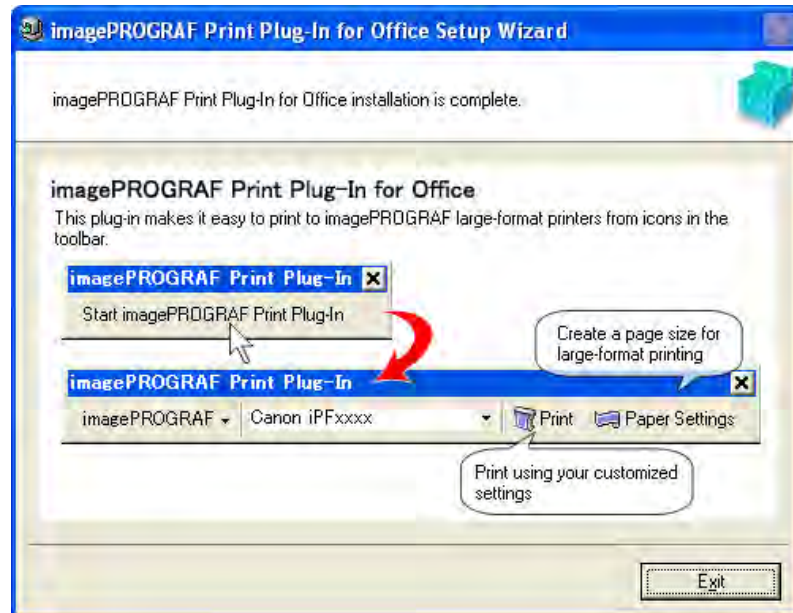 imagePROGRAF Print Plug-In for Office Setup Wizard
imagePROGRAF Print Plug-In for Office installation is complete.
imagePROGRAF Print Plug-In for Office
This plug-in makes it easy to print to imagePROGRAF large-format printers from icons in the
toolbar.
imagePROGRAF Print Plug-In
Start imagePROGRAF Print Plug-In
Create a page size for
large-format printing
imagePROGRAF Print Plug-In
imagePROGRAF Canon iPFxxxx Print Paper Settings
Print using your customized
settings
Exit